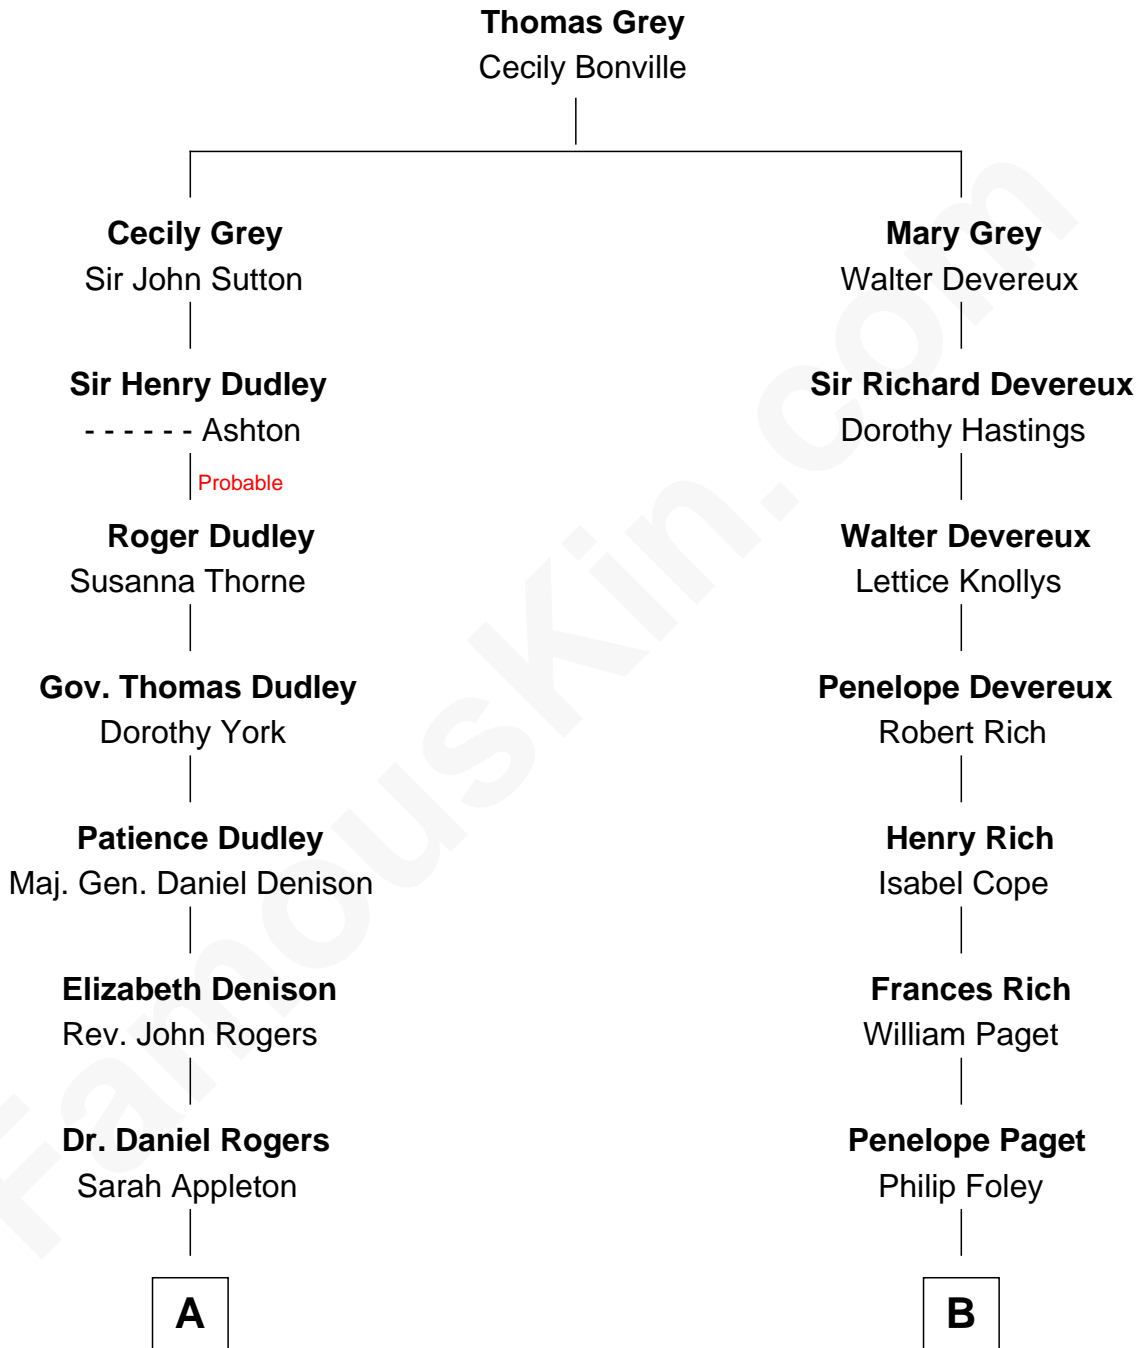 Thomas Grey
Cecily Bonville
Cecily Grey
Sir John Sutton
Mary Grey
Walter Devereux
Sir Henry Dudley
- - - - - - Ashton
Sir Richard Devereux
Dorothy Hastings
Probable
Roger Dudley
Susanna Thorne
Walter Devereux
Lettice Knollys
Gov. Thomas Dudley
Dorothy York
Penelope Devereux
Robert Rich
Patience Dudley
Maj. Gen. Daniel Denison
Henry Rich
Isabel Cope
Elizabeth Denison
Rev. John Rogers
Frances Rich
William Paget
Dr. Daniel Rogers
Sarah Appleton
Penelope Paget
Philip Foley
A
B
FamousKin.com